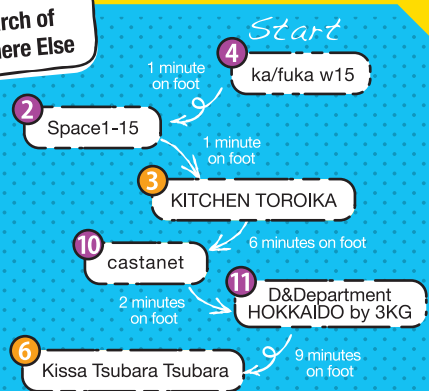 rch of
ere Else
Start
4
ka/fuka w15
1 minute
on foot
2
Space1-15
1 minute
on foot
3
KITCHEN TOROIKA
6 minutes on foot
10
castanet
2 minutes
on foot
11
D&Department
HOKKAIDO by 3KG
9 minutes
on foot
6
Kissa Tsubara Tsubara